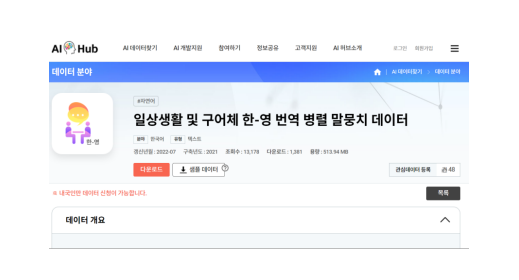 AI Hub
AI 데이터찾기 AI 개발지원 참여하기 정보공유 고객지원 AI 허브소개 로그인 회원가입
데이터 분야
AI 데이터찾기 데이터 분야
#자연어
일상생활 및 구어체 한-영 번역 병렬 말뭉치 데이터
분야 한국어 유형 텍스트
한-영
갱신년월 : 2022-07 구축년도 : 2021 조회수 : 13,178 다운로드 : 1,381 용량 : 513.94 MB
다운로드 샘플 데이터 ? 관심데이터 등록 관 48
※ 내국인만 데이터 신청이 가능합니다.
목록
데이터 개요